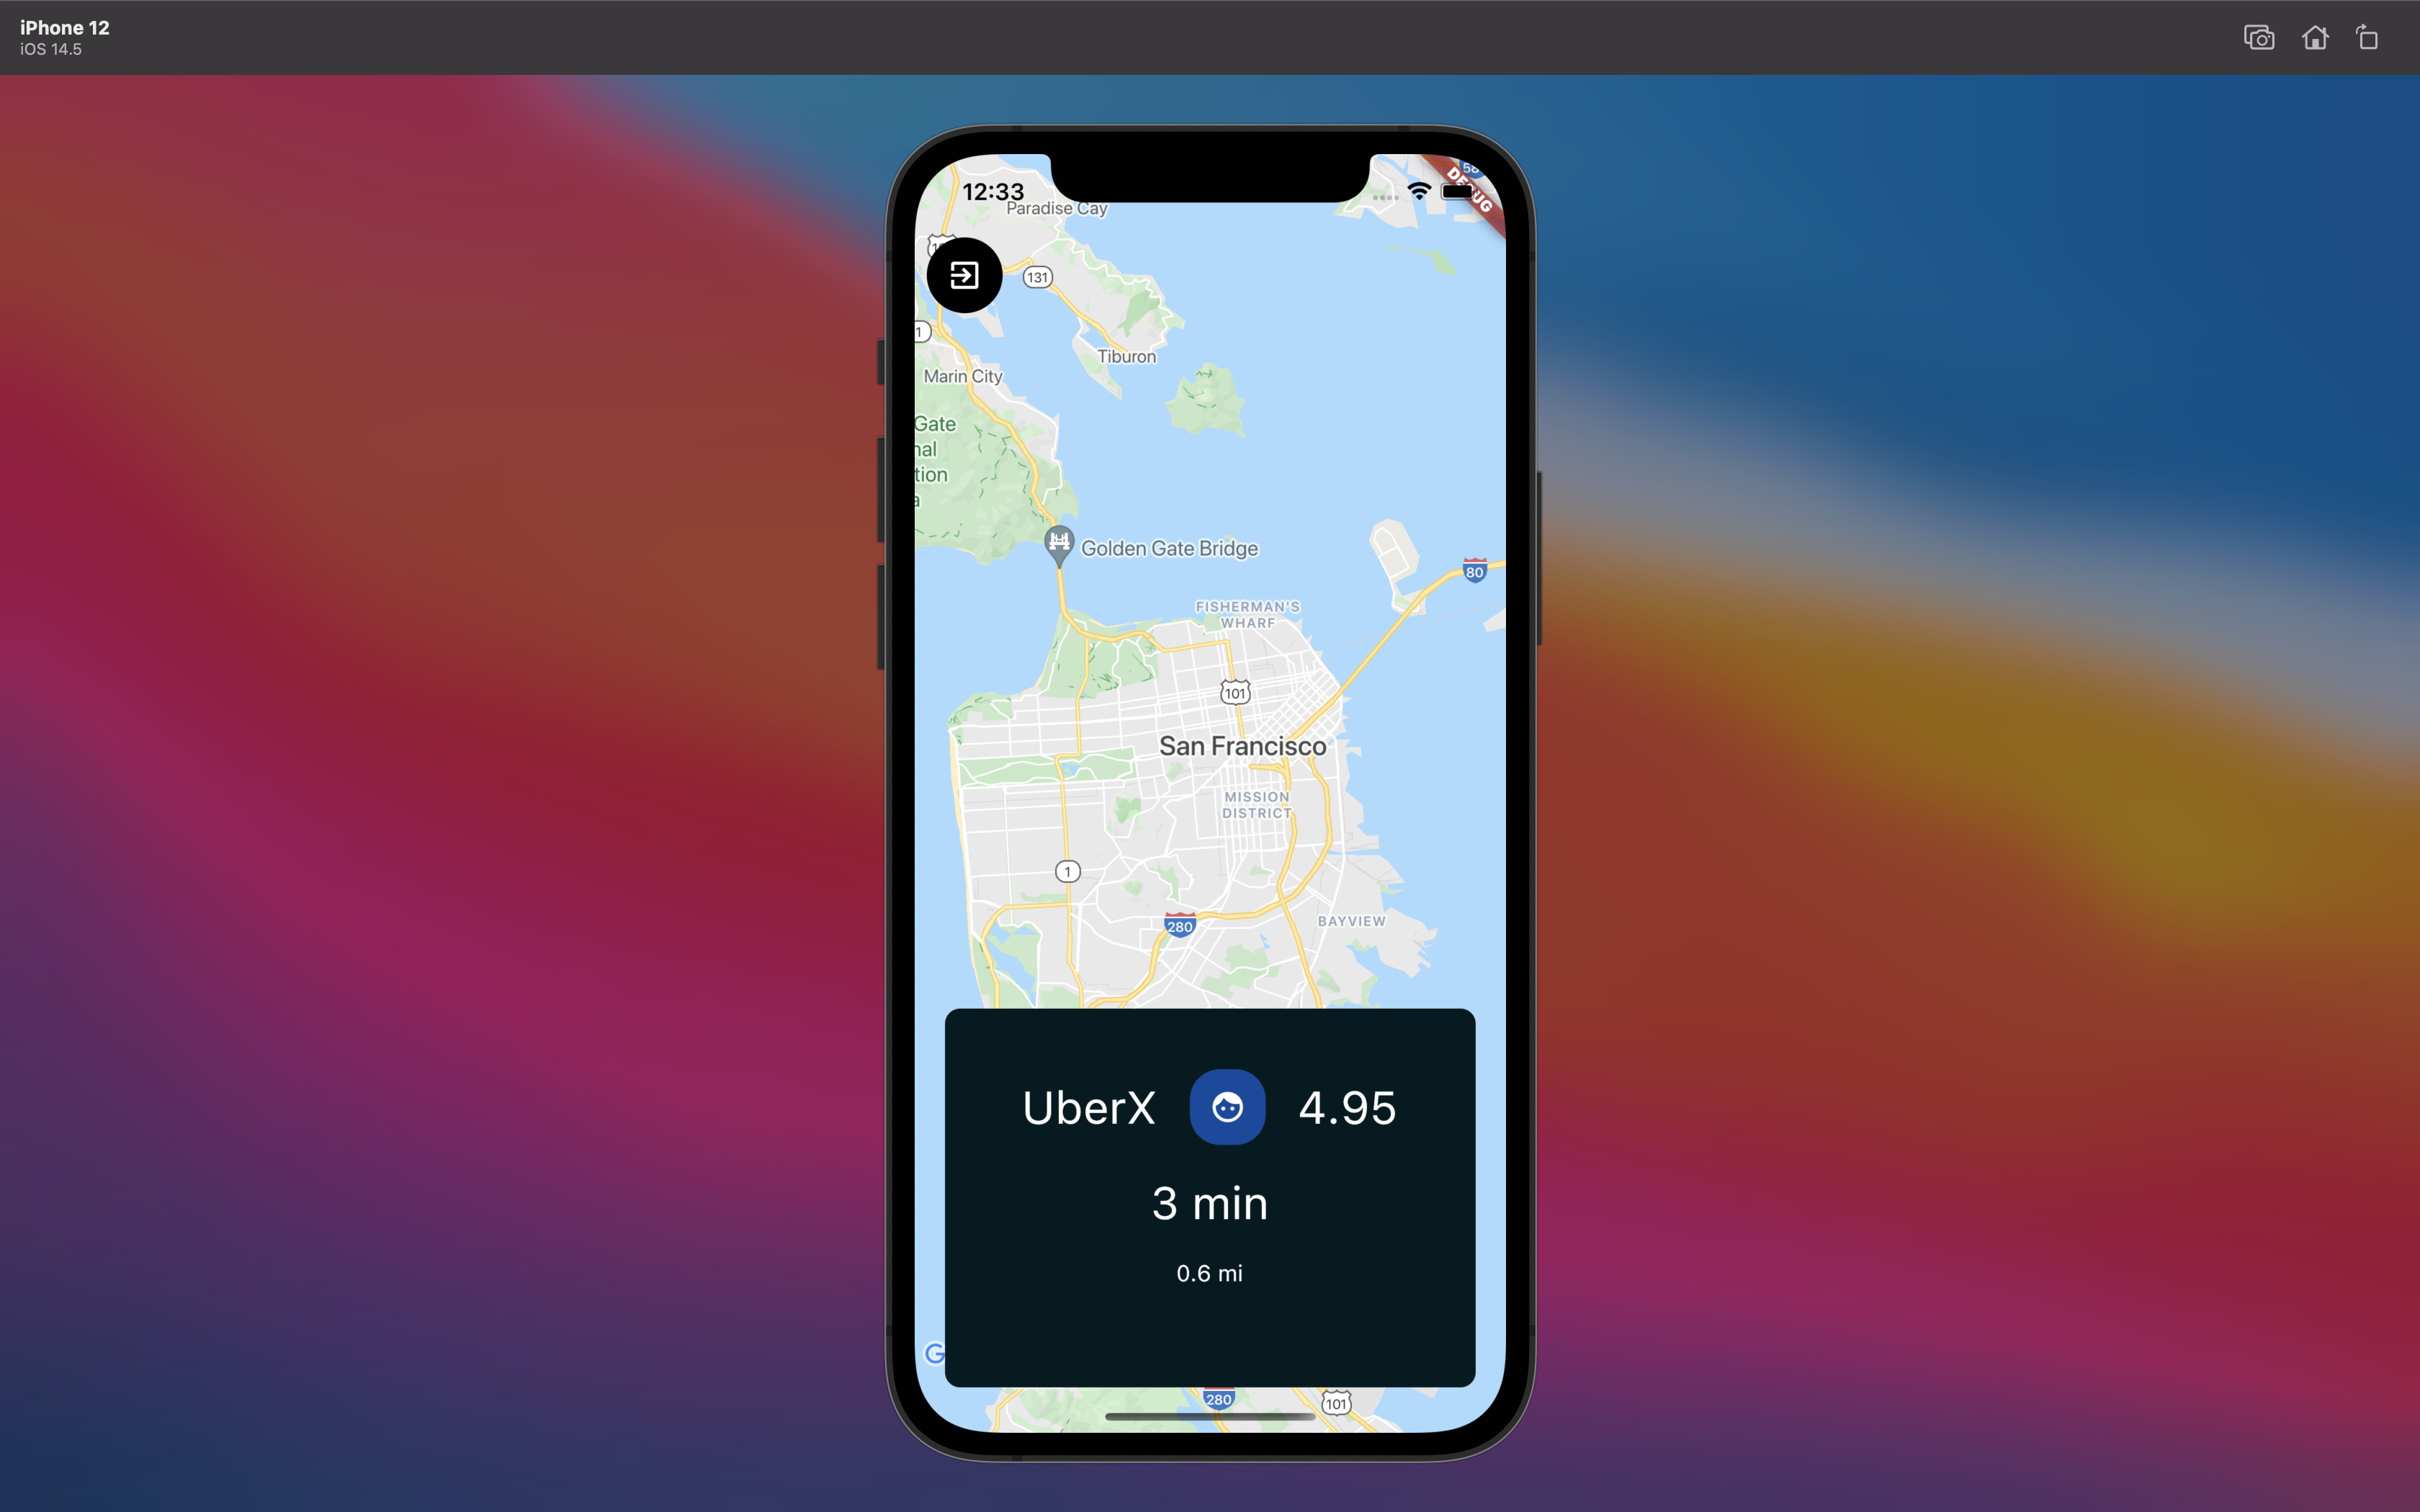 iPhone 12
iOS 14.5
12:33
DEBUG
Paradise Cay
131
1
Tiburon
Marin City
Gate
nal
tion
a
Golden Gate Bridge
80
FISHERMAN'S
WHARF
101
San Francisco
MISSION
DISTRICT
1
280
BAYVIEW
UberX 4.95
3 min
0.6 mi
G
280
101